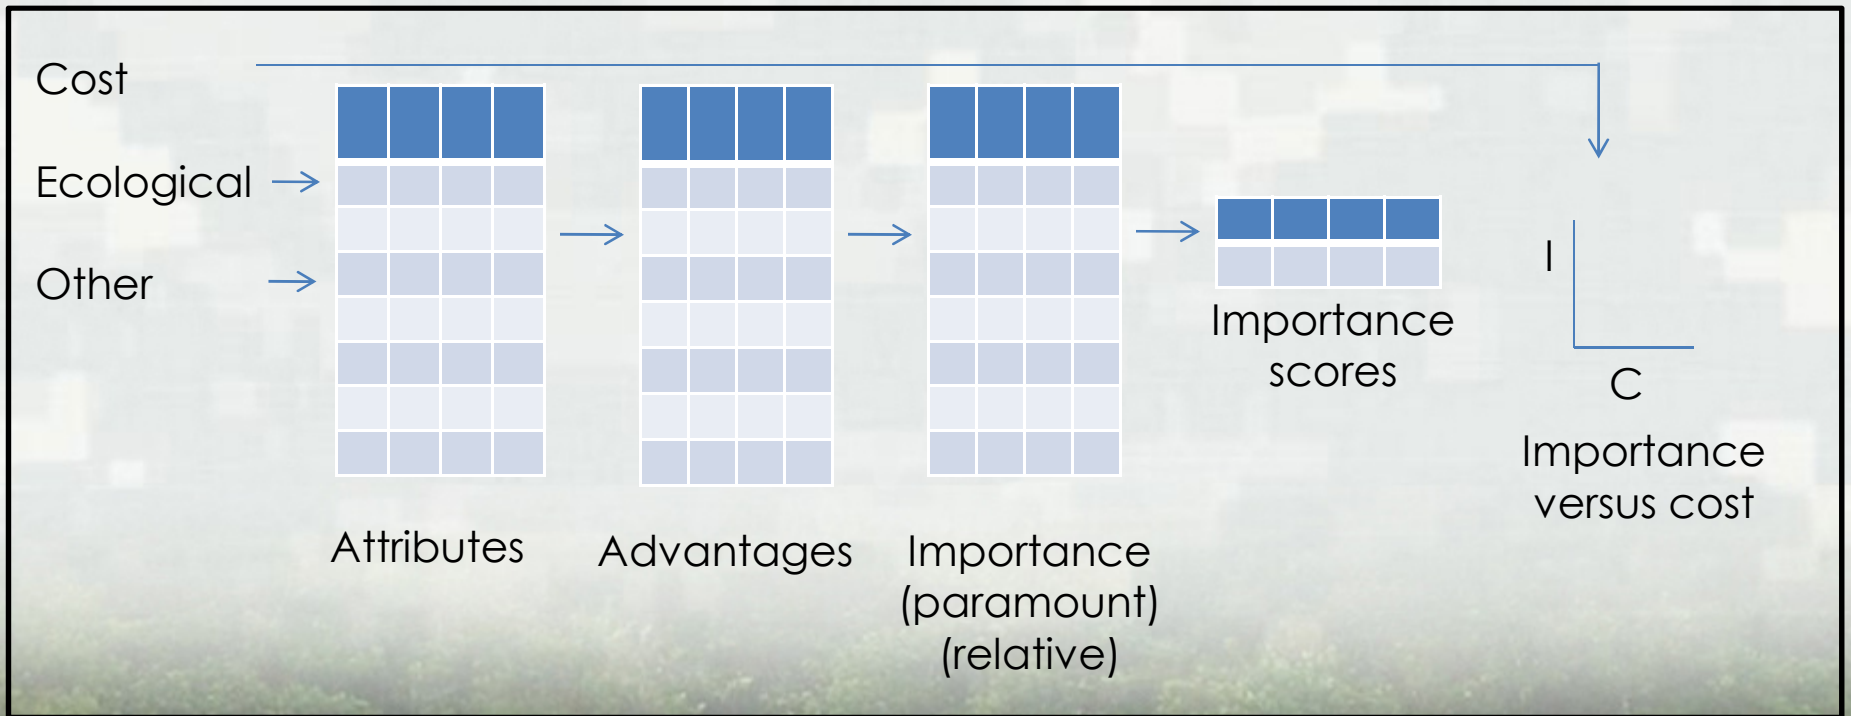 Cost
Ecological
Other
Attributes
Advantages
Importance
(paramount)
(relative)
Importance
scores
I
C
Importance
versus cost